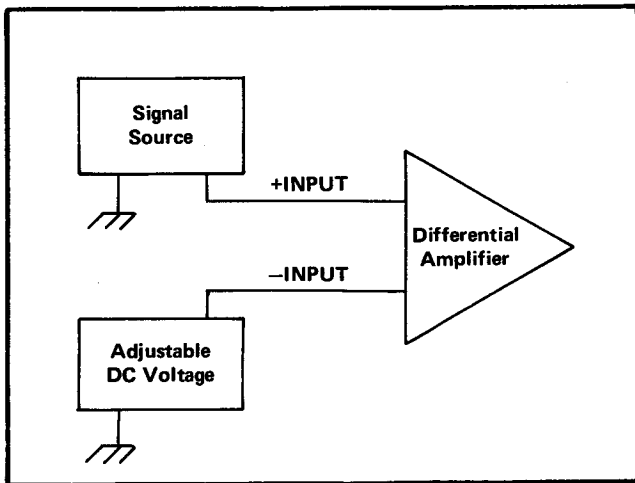 Signal
Source
+INPUT
Differential
Amplifier
–INPUT
Adjustable
DC Voltage